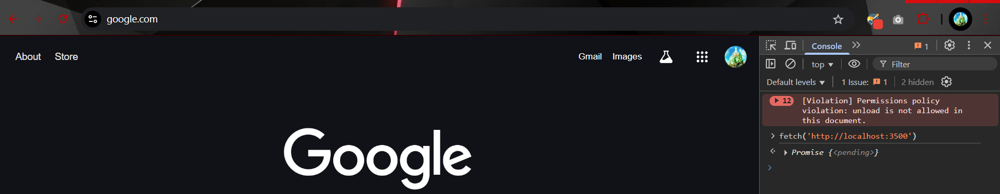 google.com
About Store
Gmail Images
Google
Console
1
top
Filter
Default levels
1 Issue: 1
2 hidden
12
[Violation] Permissions policy
violation: unload is not allowed in
this document.
fetch('http://localhost:3500')
Promise {<pending>}